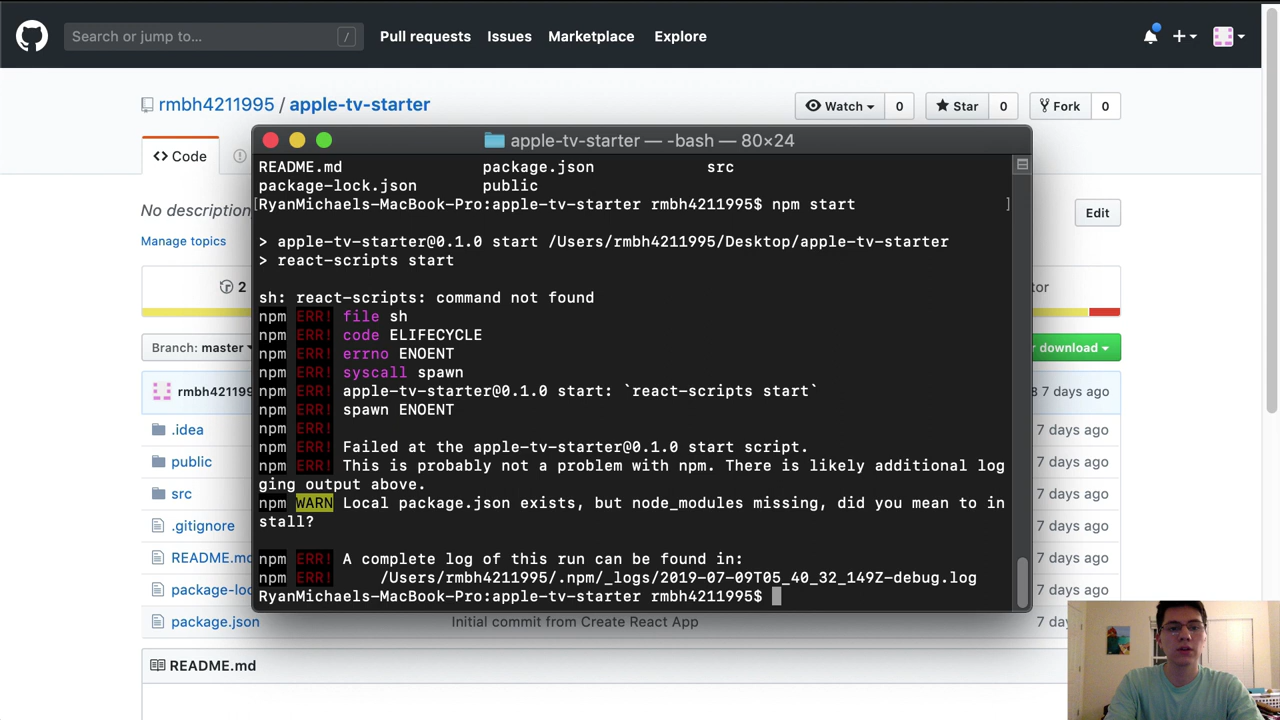 Search or jump to…
/
Pull requests
Issues
Marketplace
Explore
rmbh4211995 / apple-tv-starter
Watch
0
Star
0
Fork
0
Code
apple-tv-starter — -bash — 80×24
README.md package.json src
package-lock.json public
[RyanMichaels-MacBook-Pro:apple-tv-starter rmbh4211995$ npm start ]
> apple-tv-starter@0.1.0 start /Users/rmbh4211995/Desktop/apple-tv-starter
> react-scripts start
sh: react-scripts: command not found
npm ERR! file sh
npm ERR! code ELIFECYCLE
npm ERR! errno ENOENT
npm ERR! syscall spawn
npm ERR! apple-tv-starter@0.1.0 start: `react-scripts start`
npm ERR! spawn ENOENT
npm ERR!
npm ERR! Failed at the apple-tv-starter@0.1.0 start script.
npm ERR! This is probably not a problem with npm. There is likely additional log
ging output above.
npm WARN Local package.json exists, but node_modules missing, did you mean to in
stall?
npm ERR! A complete log of this run can be found in:
npm ERR! /Users/rmbh4211995/.npm/_logs/2019-07-09T05_40_32_149Z-debug.log
RyanMichaels-MacBook-Pro:apple-tv-starter rmbh4211995$
No description
Edit
Manage topics
2
tor
Branch: master
download
rmbh421199
8 7 days ago
.idea
7 days ago
public
7 days ago
src
7 days ago
.gitignore
7 days ago
README.md
7 days ago
package-loc
7 days ago
package.json
Initial commit from Create React App
7 da
README.md